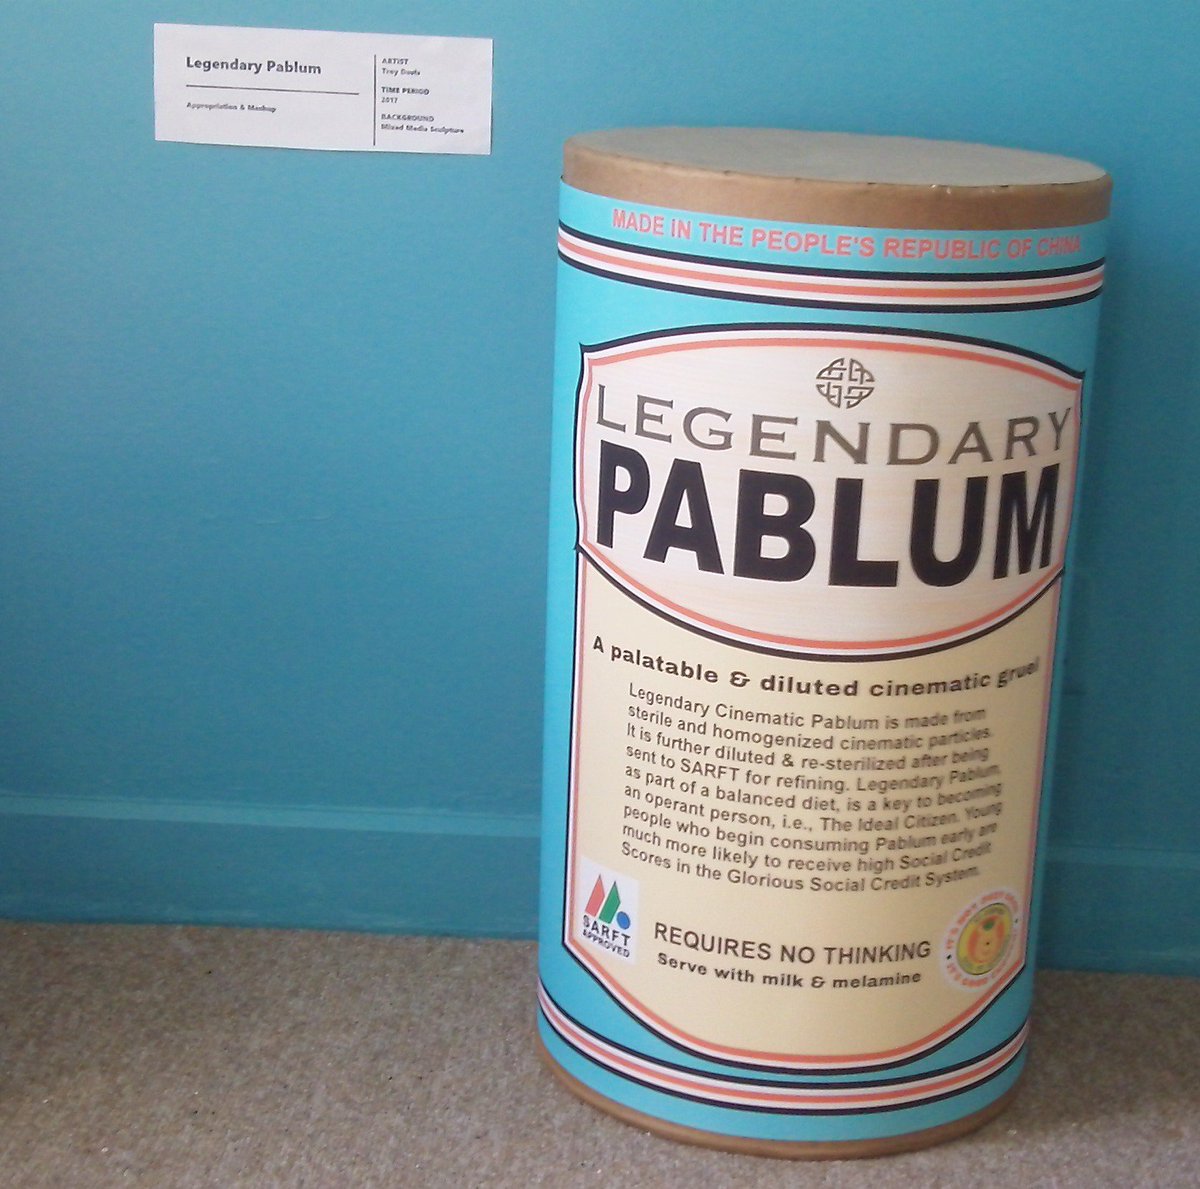 Legendary Pablum
Appropriation & Mashup
ARTIST
Troy
TIME PERIOD
2017
BACKGROUND
Mixed Media Sculpture
MADE IN THE PEOPLE'S REPUBLIC OF CHINA
LEGENDARY
PABLUM
A palatable & diluted cinematic gruel
Legendary Cinematic Pablum is made from
sterile and homogenized cinematic particles.
It is further diluted & re-sterilized after being
sent to SARFT for refining. Legendary Pablum,
as part of a balanced diet, is a key to becoming
an operant person, i.e., The Ideal Citizen. Young
people who begin consuming Pablum early are
much more likely to receive high Social Credit
Scores in the Glorious Social Credit System.
SARFT
APPROVED
REQUIRES NO THINKING
Serve with milk & melamine